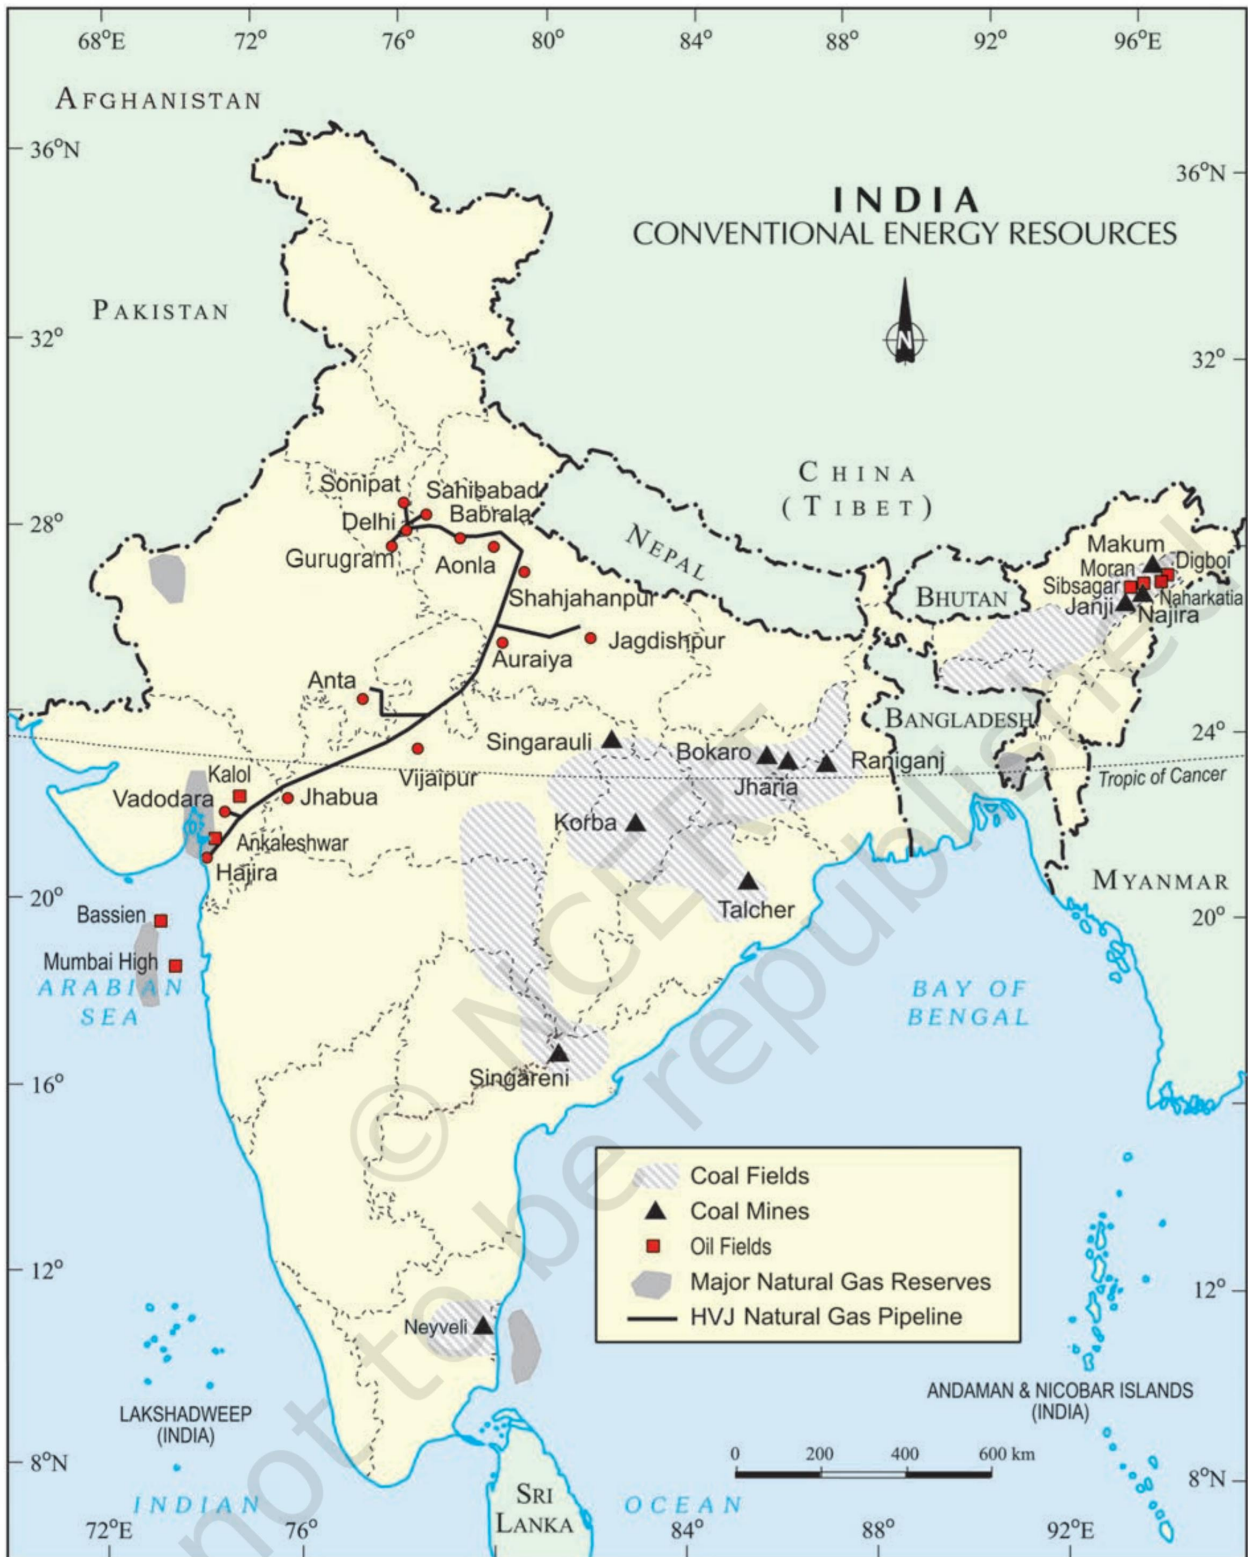 68°E 72° 76° 80° 84° 88° 92° 96°E
AFGHANISTAN
36°N
36°N
INDIA
CONVENTIONAL ENERGY RESOURCES
PAKISTAN
N
32°
32°
CHINA
(TIBET)
Sonipat
Sahibabad
Babrala
Delhi
28°
Gurugram
Aonla
NEPAL
Makum
Digboi
Moran
Sibsagar
Naharkatia
Janji
Najira
BHUTAN
Shahjahanpur
Jagdishpur
Auraiya
Anta
BANGLADESH
24°
Singarauli
Bokaro
Raniganj
Jharia
Tropic of Cancer
Vijaipur
Kalol
Vadodara
Jhabua
Korba
Ankaleshwar
Hajira
MYANMAR
20°
20°
Talcher
Bassien
Mumbai High
ARABIAN
SEA
BAY OF
BENGAL
16°
Singareni
© NCERT
not to be republished
Coal Fields
Coal Mines
Oil Fields
Major Natural Gas Reserves
HVJ Natural Gas Pipeline
12°
12°
Neyveli
LAKSHADWEEP
(INDIA)
ANDAMAN & NICOBAR ISLANDS
(INDIA)
0 200 400 600 km
8°N
8°N
INDIAN
OCEAN
SRI
LANKA
72°E 76° 84° 88° 92°E